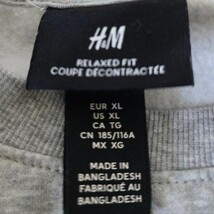 H&M
RELAXED FIT
COUPE DÉCONTRACTÉE
EUR XL
US XL
CA TG
CN 185/116A
MX XG
MADE IN
BANGLADESH
FABRIQUÉ AU
BANGLADESH